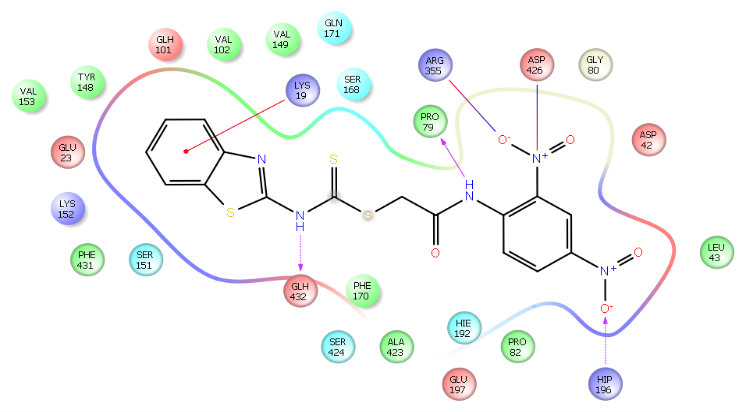 GLH
101
VAL
102
VAL
149
GLN
171
VAL
153
TYR
148
LYS
19
SER
168
ARG
355
ASP
426
GLY
80
PRO
79
ASP
42
GLU
23
LYS
152
PHE
431
SER
151
N
S
N
H
S
S
O
H
N
O-
N+
O
N+
O
O-
LEU
43
GLH
432
PHE
170
SER
424
ALA
423
HIE
192
PRO
82
GLU
197
HIP
196